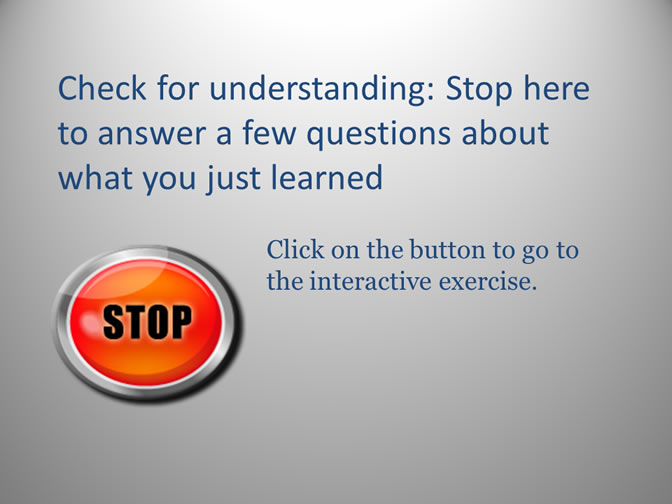 Check for understanding: Stop here
to answer a few questions about
what you just learned
Click on the button to go to
the interactive exercise.
STOP